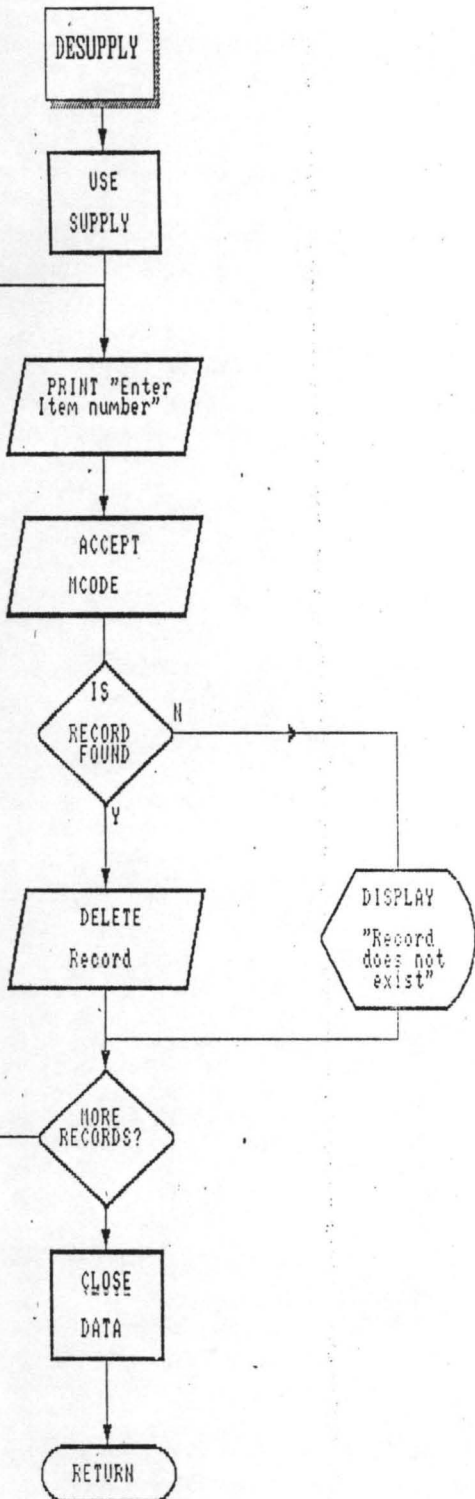 DESUPPLY
USE
SUPPLY
PRINT "Enter
Item number"
ACCEPT
MCODE
IS
RECORD
FOUND
N
Y
DELETE
Record
DISPLAY
"Record
does not
exist"
MORE
RECORDS?
CLOSE
DATA
RETURN